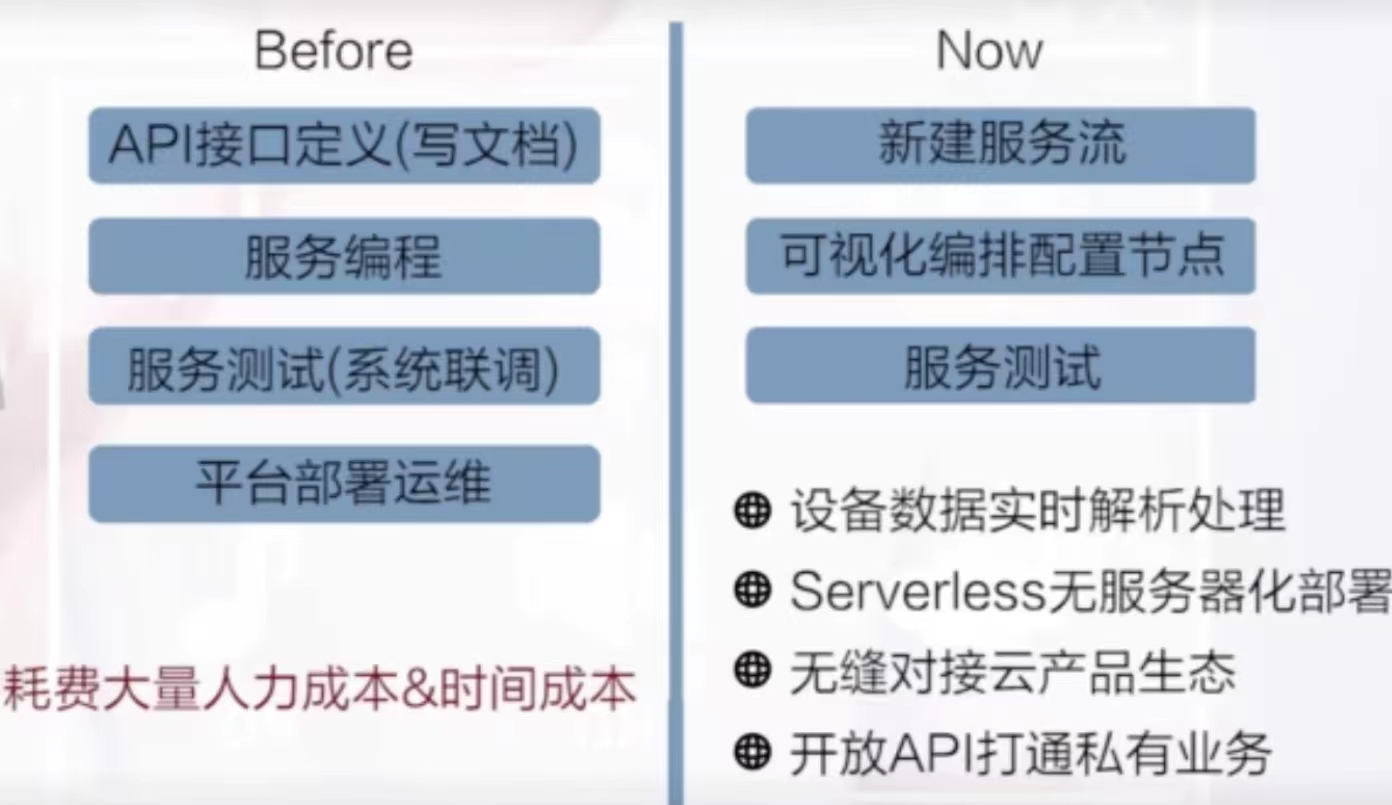 Before
API接口定义(写文档)
服务编程
服务测试(系统联调)
平台部署运维
耗费大量人力成本&时间成本
Now
新建服务流
可视化编排配置节点
服务测试
设备数据实时解析处理
Serverless无服务器化部署
无缝对接云产品生态
开放API打通私有业务